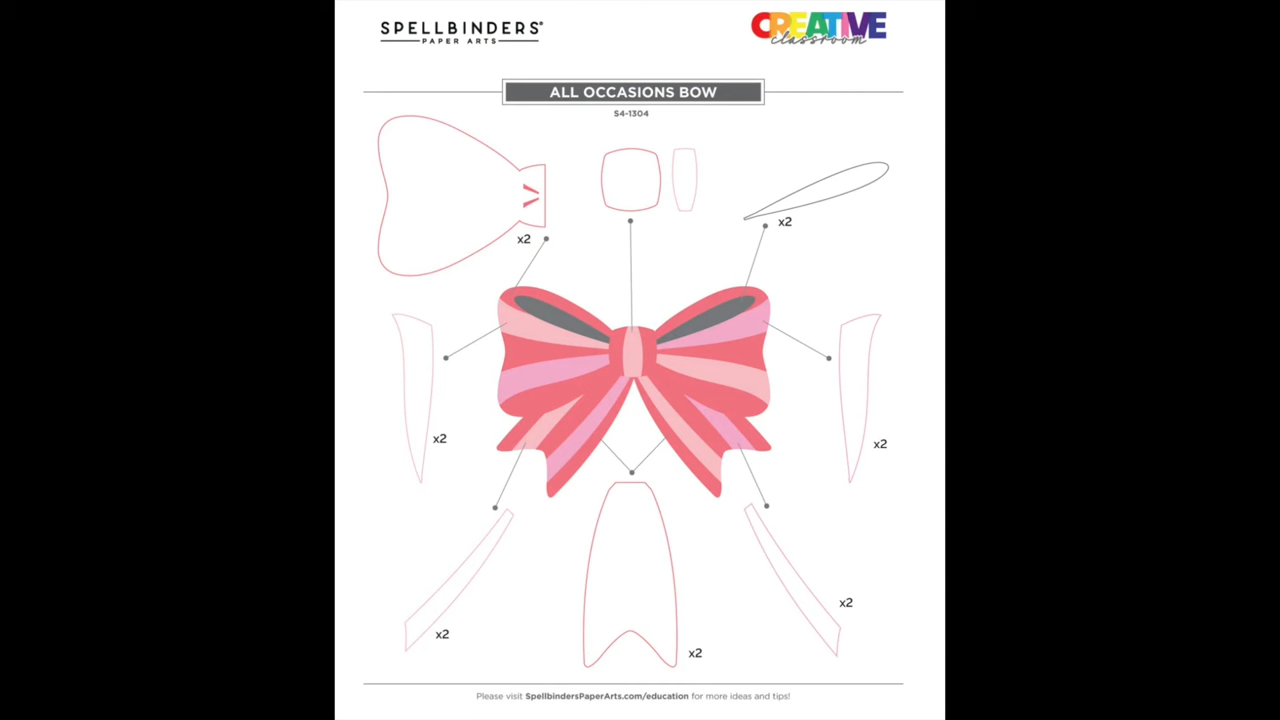 SPELLBINDERS®
PAPER ARTS
CREATIVE
classroom
ALL OCCASIONS BOW
S4-1304
x2
x2
x2
x2
x2
x2
x2
Please visit SpellbindersPaperArts.com/education for more ideas and tips!